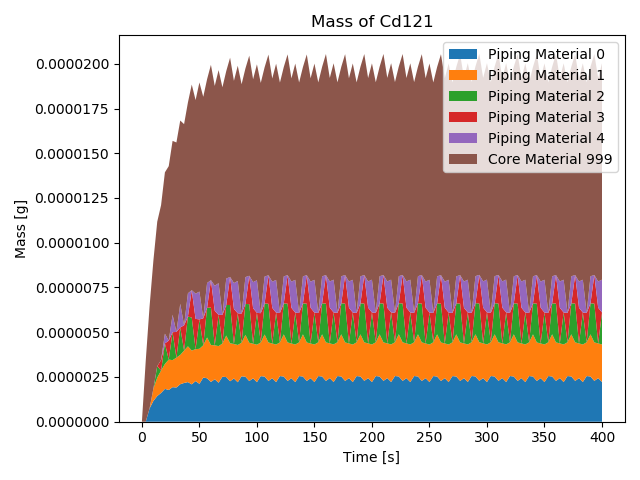 Mass of Cd121
Mass [g]
0.0000200
0.0000175
0.0000150
0.0000125
0.0000100
0.0000075
0.0000050
0.0000025
0.0000000
Piping Material 0
Piping Material 1
Piping Material 2
Piping Material 3
Piping Material 4
Core Material 999
0 50 100 150 200 250 300 350 400
Time [s]